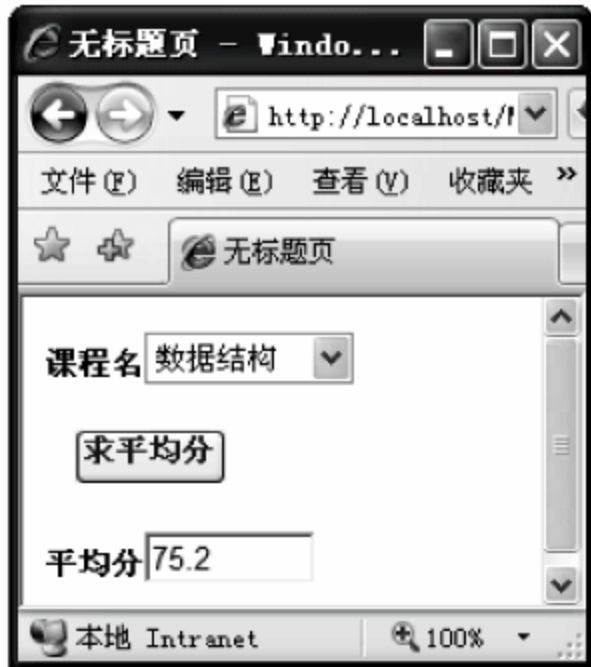 无标题页 - Windo...
http://localhost/
文件(F) 编辑(E) 查看(V) 收藏夹 »
无标题页
课程名 数据结构
求平均分
平均分 75.2
本地 Intranet 100%